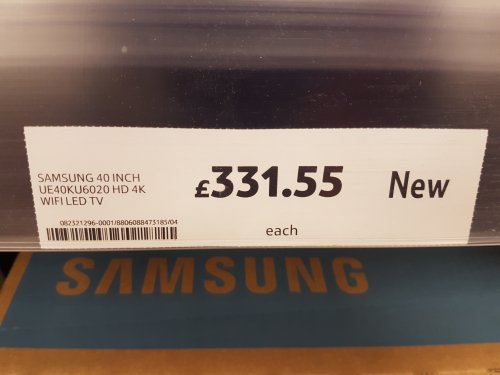 SAMSUNG 40 INCH
UE40KU6020 HD 4K
WIFI LED TV
£331.55
New
082321296-0001/8806088473185/04
each
SAMSUNG